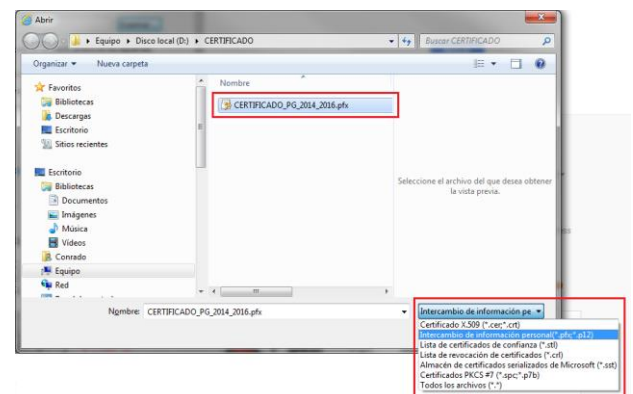 Abrir
Equipo ▸ Disco local (D:) ▸ CERTIFICADO
Buscar CERTIFICADO
Organizar
Nueva carpeta
Favoritos
Bibliotecas
Descargas
Escritorio
Sitios recientes
Escritorio
Bibliotecas
Documentos
Imágenes
Música
Vídeos
Conrado
Equipo
Red
Nombre
CERTIFICADO_PG_2014_2016.pfx
Seleccione el archivo del que desea obtener
la vista previa.
Nombre: CERTIFICADO_PG_2014_2016.pfx
Intercambio de información pe
Certificado X.509 (*.cer;*.crt)
Intercambio de información personal(*.pfx;*.p12)
Lista de certificados de confianza (*.stl)
Lista de revocación de certificados (*.crl)
Almacén de certificados serializados de Microsoft (*.sst)
Certificados PKCS #7 (*.spc;*.p7b)
Todos los archivos (*.*)